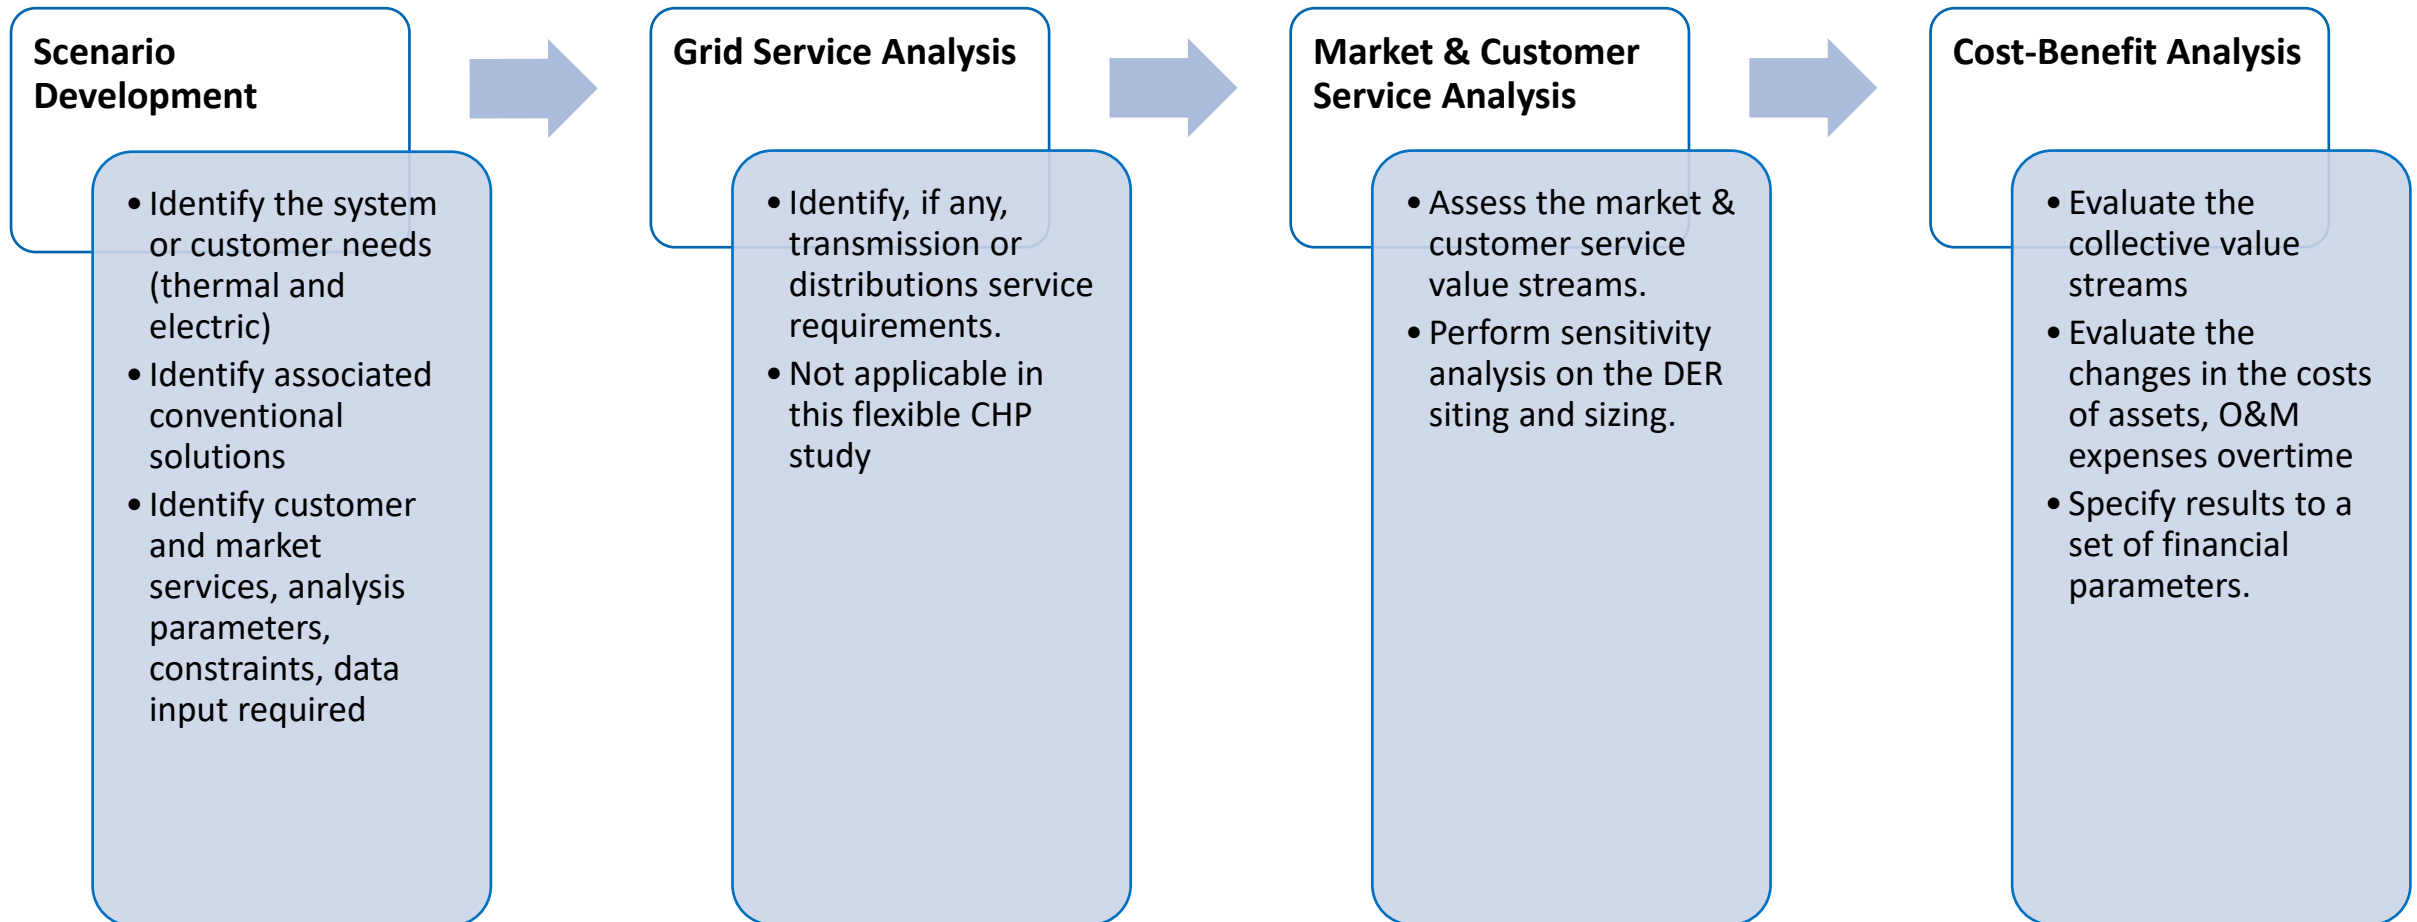 Scenario
Development
• Identify the system
or customer needs
(thermal and
electric)
• Identify associated
conventional
solutions
• Identify customer
and market
services, analysis
parameters,
constraints, data
input required
Grid Service Analysis
• Identify, if any,
transmission or
distributions service
requirements.
• Not applicable in
this flexible CHP
study
Market & Customer
Service Analysis
• Assess the market &
customer service
value streams.
• Perform sensitivity
analysis on the DER
siting and sizing.
Cost-Benefit Analysis
• Evaluate the
collective value
streams
• Evaluate the
changes in the costs
of assets, O&M
expenses overtime
• Specify results to a
set of financial
parameters.